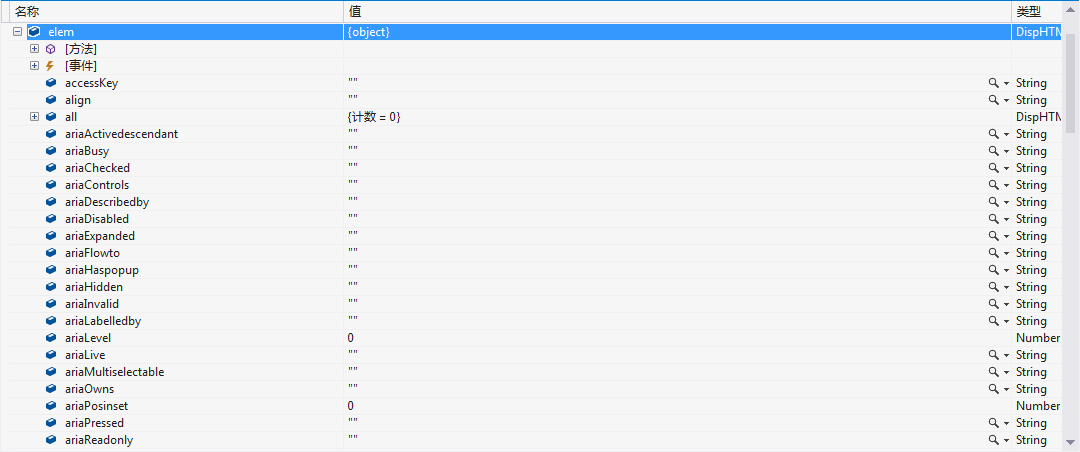 名称 值 类型
elem {object} DispHTM
[方法]
[事件]
accessKey "" String
align "" String
all {计数 = 0} DispHTM
ariaActivedescendant "" String
ariaBusy "" String
ariaChecked "" String
ariaControls "" String
ariaDescribedby "" String
ariaDisabled "" String
ariaExpanded "" String
ariaFlowto "" String
ariaHaspopup "" String
ariaHidden "" String
ariaInvalid "" String
ariaLabelledby "" String
ariaLevel 0 Number
ariaLive "" String
ariaMultiselectable "" String
ariaOwns "" String
ariaPosinset 0 Number
ariaPressed "" String
ariaReadonly "" String